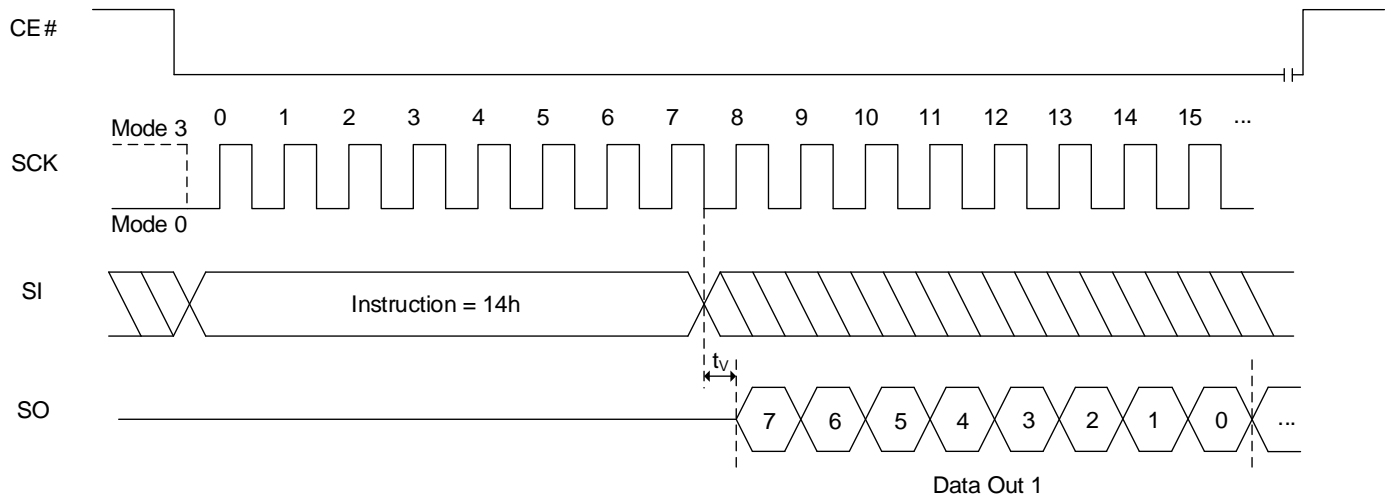 CE#
0 1 2 3 4 5 6 7 8 9 10 11 12 13 14 15 ...
Mode 3
SCK
Mode 0
SI
Instruction = 14h
tV
SO
7 6 5 4 3 2 1 0 ...
Data Out 1